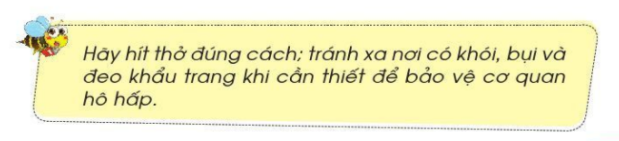 Hãy hít thở đúng cách; tránh xa nơi có khói, bụi và
đeo khẩu trang khi cần thiết để bảo vệ cơ quan
hô hấp.